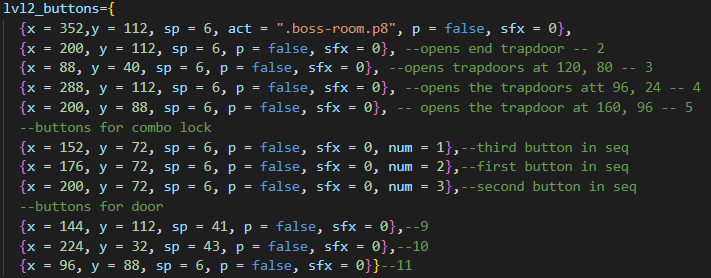 lvl2_buttons={
{x = 352,y = 112, sp = 6, act = ".boss-room.p8", p = false, sfx = 0},
{x = 200, y = 112, sp = 6, p = false, sfx = 0}, --opens end trapdoor -- 2
{x = 88, y = 40, sp = 6, p = false, sfx = 0}, --opens trapdoors at 120, 80 -- 3
{x = 288, y = 112, sp = 6, p = false, sfx = 0}, --opens the trapdoors att 96, 24 -- 4
{x = 200, y = 88, sp = 6, p = false, sfx = 0}, -- opens the trapdoor at 160, 96 -- 5
--buttons for combo lock
{x = 152, y = 72, sp = 6, p = false, sfx = 0, num = 1},--third button in seq
{x = 176, y = 72, sp = 6, p = false, sfx = 0, num = 2},--first button in seq
{x = 200, y = 72, sp = 6, p = false, sfx = 0, num = 3},--second button in seq
--buttons for door
{x = 144, y = 112, sp = 41, p = false, sfx = 0},--9
{x = 224, y = 32, sp = 43, p = false, sfx = 0},--10
{x = 96, y = 88, sp = 6, p = false, sfx = 0}}--11